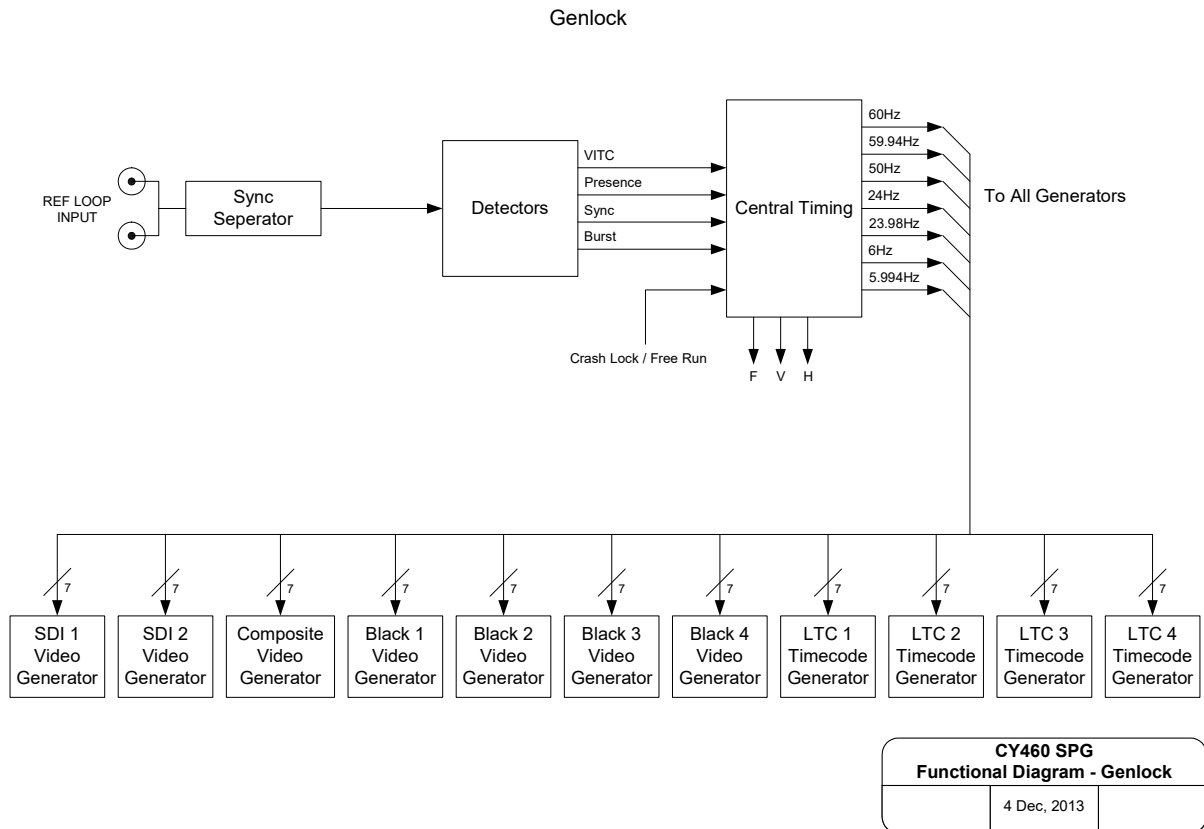 Genlock
REF LOOP
INPUT
Sync
Seperator
Detectors
VITC
Presence
Sync
Burst
Crash Lock / Free Run
Central Timing
60Hz
59.94Hz
50Hz
24Hz
23.98Hz
6Hz
5.994Hz
To All Generators
F V H
7 7 7 7 7 7 7 7 7 7 7
SDI 1
Video
Generator
SDI 2
Video
Generator
Composite
Video
Generator
Black 1
Video
Generator
Black 2
Video
Generator
Black 3
Video
Generator
Black 4
Video
Generator
LTC 1
Timecode
Generator
LTC 2
Timecode
Generator
LTC 3
Timecode
Generator
LTC 4
Timecode
Generator
CY460 SPG
Functional Diagram - Genlock
4 Dec, 2013